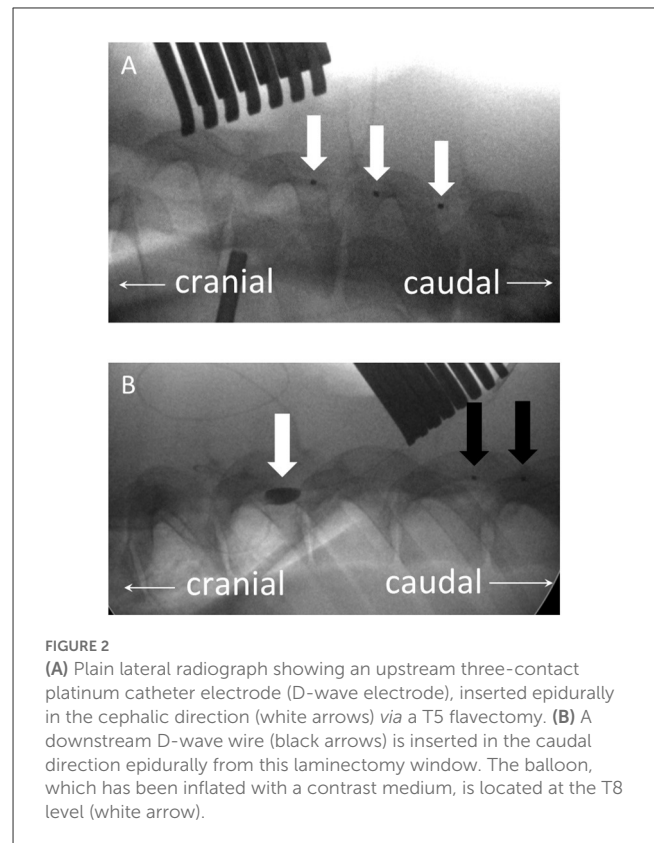 A
← cranial
caudal →
B
← cranial
caudal →
FIGURE 2
(A) Plain lateral radiograph showing an upstream three-contact
platinum catheter electrode (D-wave electrode), inserted epidurally
in the cephalic direction (white arrows) via a T5 flavectomy. (B) A
downstream D-wave wire (black arrows) is inserted in the caudal
direction epidurally from this laminectomy window. The balloon,
which has been inflated with a contrast medium, is located at the T8
level (white arrow).